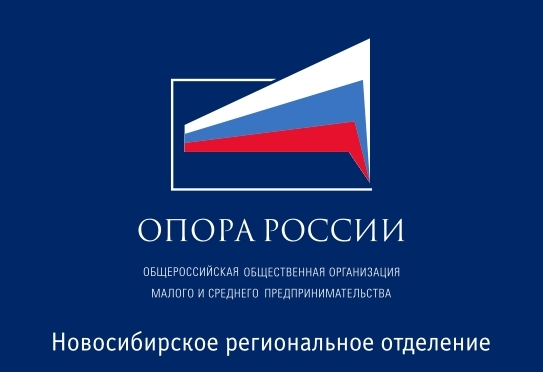 ОПОРА РОССИИ
ОБЩЕРОССИЙСКАЯ ОБЩЕСТВЕННАЯ ОРГАНИЗАЦИЯ
МАЛОГО И СРЕДНЕГО ПРЕДПРИНИМАТЕЛЬСТВА
Новосибирское региональное отделение